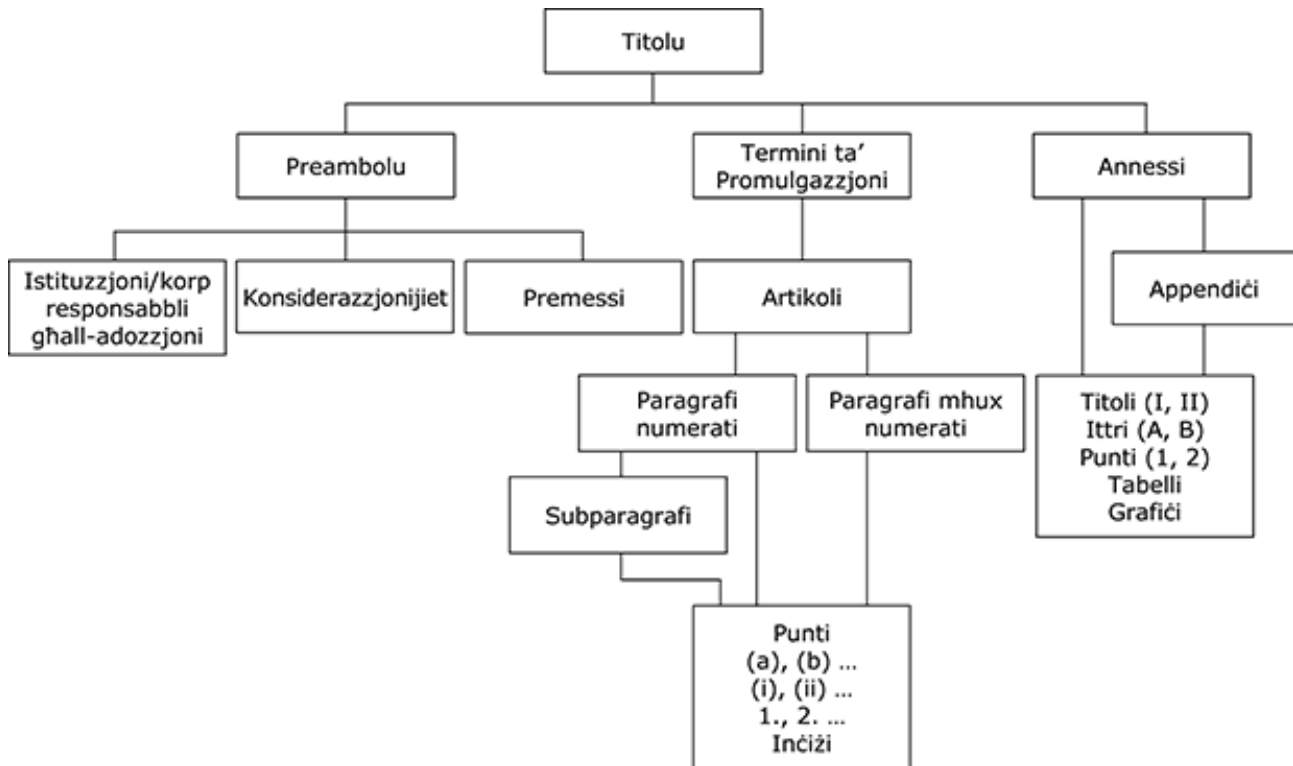 Titolu
Preambolu
Termini ta’
Promulgazzjoni
Annessi
Istituzzjoni/korp
responsabbli
għall-adozzjoni
Konsiderazzjonijiet
Premessi
Artikoli
Appendiċi
Paragrafi
numerati
Paragrafi mhux
numerati
Titoli (I, II)
Ittri (A, B)
Punti (1, 2)
Tabelli
Grafiċi
Subparagrafi
Punti
(a), (b) ...
(i), (ii) ...
1., 2. ...
Inċiżi